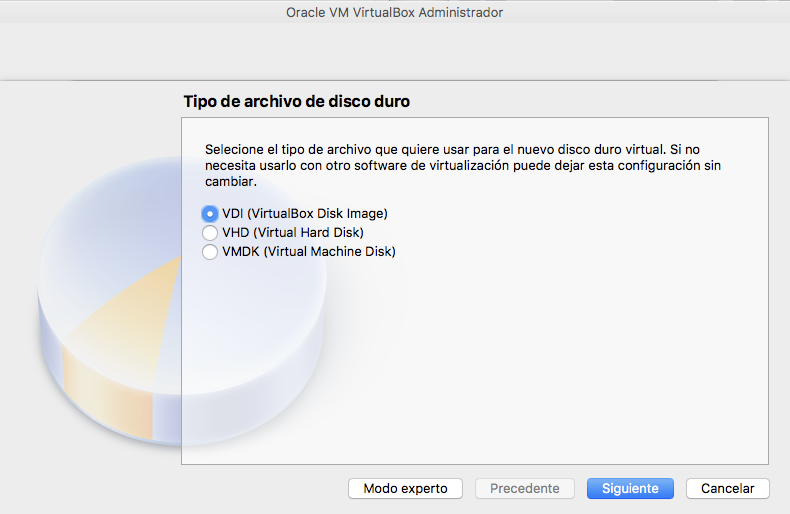 Oracle VM VirtualBox Administrador
Tipo de archivo de disco duro
Selecione el tipo de archivo que quiere usar para el nuevo disco duro virtual. Si no
necesita usarlo con otro software de virtualización puede dejar esta configuración sin
cambiar.
VDI (VirtualBox Disk Image)
VHD (Virtual Hard Disk)
VMDK (Virtual Machine Disk)
Modo experto
Precedente
Siguiente
Cancelar